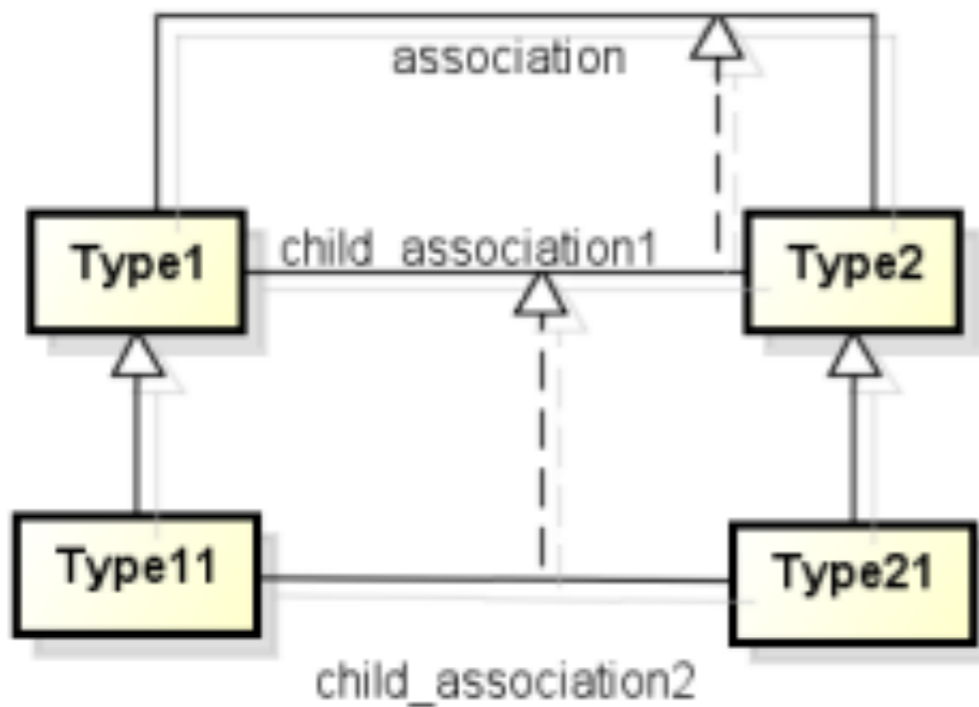 association
Type1
child_association1
Type2
Type11
Type21
child_association2